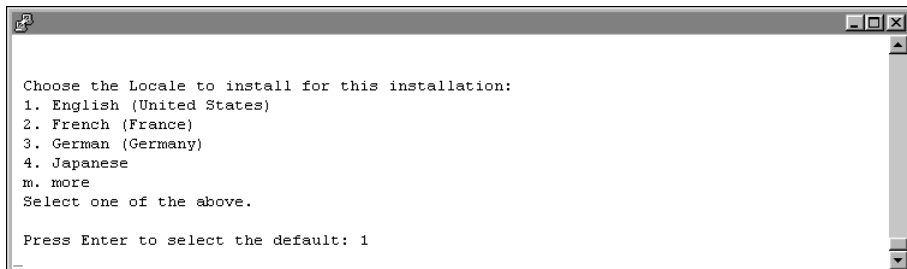 Choose the Locale to install for this installation:
1. English (United States)
2. French (France)
3. German (Germany)
4. Japanese
m. more
Select one of the above.
Press Enter to select the default: 1